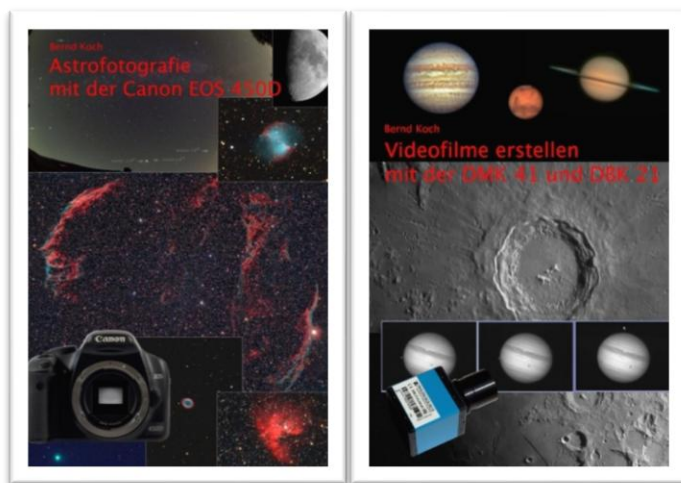 Bernd Koch
Astrofotografie
mit der Canon EOS 450D
Canon
Bernd Koch
Videofilme erstellen
mit der DMK 41 und DBK 21